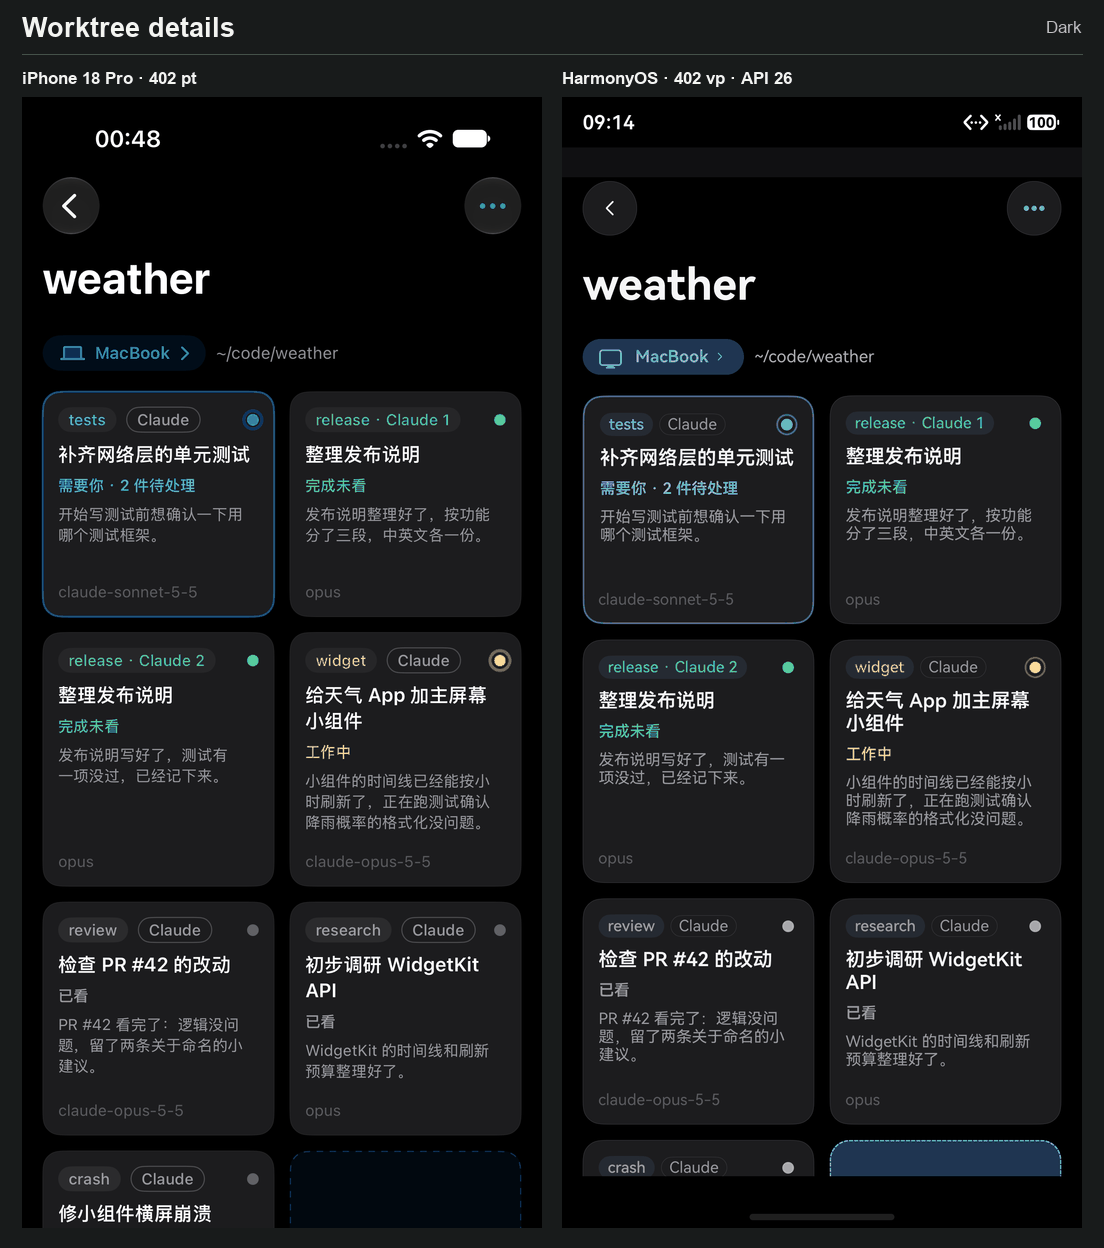 Worktree details
Dark
iPhone 18 Pro · 402 pt
00:48
weather
MacBook
~/code/weather
tests
Claude
补齐网络层的单元测试
需要你 · 2 件待处理
开始写测试前想确认一下用
哪个测试框架。
claude-sonnet-5-5
release · Claude 1
整理发布说明
完成未看
发布说明整理好了，按功能
分了三段，中英文各一份。
opus
release · Claude 2
整理发布说明
完成未看
发布说明写好了，测试有
一项没过，已经记下来。
opus
widget
Claude
给天气 App 加主屏幕
小组件
工作中
小组件的时间线已经能按小
时刷新了，正在跑测试确认
降雨概率的格式化没问题。
claude-opus-5-5
review
Claude
检查 PR #42 的改动
已看
PR #42 看完了：逻辑没问
题，留了两条关于命名的小
建议。
claude-opus-5-5
research
Claude
初步调研 WidgetKit
API
已看
WidgetKit 的时间线和刷新
预算整理好了。
opus
crash
Claude
修小组件横屏崩溃
HarmonyOS · 402 vp · API 26
09:14
100
weather
MacBook
~/code/weather
tests
Claude
补齐网络层的单元测试
需要你 · 2 件待处理
开始写测试前想确认一下用
哪个测试框架。
claude-sonnet-5-5
release · Claude 1
整理发布说明
完成未看
发布说明整理好了，按功能
分了三段，中英文各一份。
opus
release · Claude 2
整理发布说明
完成未看
发布说明写好了，测试有一
项没过，已经记下来。
opus
widget
Claude
给天气 App 加主屏幕
小组件
工作中
小组件的时间线已经能按小
时刷新了，正在跑测试确认
降雨概率的格式化没问题。
claude-opus-5-5
review
Claude
检查 PR #42 的改动
已看
PR #42 看完了：逻辑没问
题，留了两条关于命名的小
建议。
claude-opus-5-5
research
Claude
初步调研 WidgetKit
API
已看
WidgetKit 的时间线和刷新
预算整理好了。
opus
crash
Claude